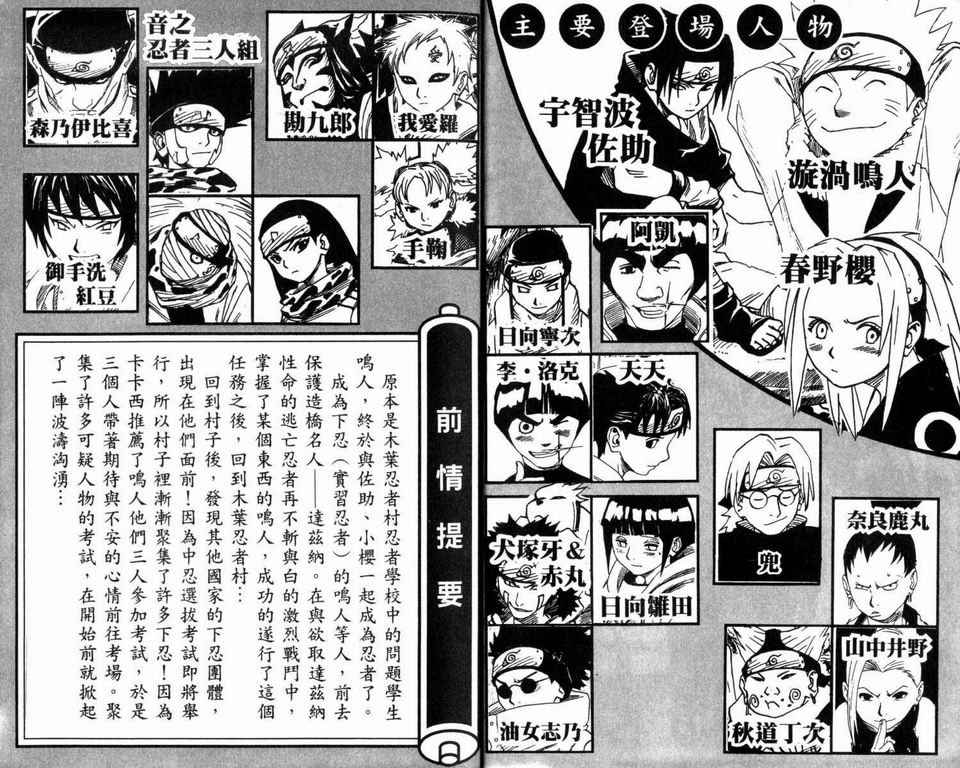 主要登場人物
宇智波
佐助
漩渦鳴人
春野櫻
阿凱
日向寧次
李・洛克
天天
犬塚牙&
赤丸
日向雛田
油女志乃
兜
奈良鹿丸
山中井野
秋道丁次
音之
忍者三人組
森乃伊比喜
御手洗
紅豆
勘九郎
我愛羅
愛
手鞠
前情提要
原本是木葉忍者村忍者學校中的問題學生
鳴人，終於與佐助、小櫻一起成為忍者了。
成為下忍（實習忍者）的鳴人等人，前去
保護造橋名人——達茲納。在與欲取達茲納
性命的逃亡忍者再不斬與白的激烈戰鬥中，
掌握了某個東西的鳴人，成功的遂行了這個
任務之後，回到木葉忍者村…
回到村子後，發現其他國家的下忍團體，
出現在他們面前！因為中忍選拔考試即將舉
行，所以村子裡漸漸聚集了許多下忍！因為
卡卡西推薦了鳴人他們三人參加考試，於是
三個人帶著期待與不安的心情前往考場。聚
集了許多可疑人物的考試，在開始前就掀起
了一陣波濤洶湧…